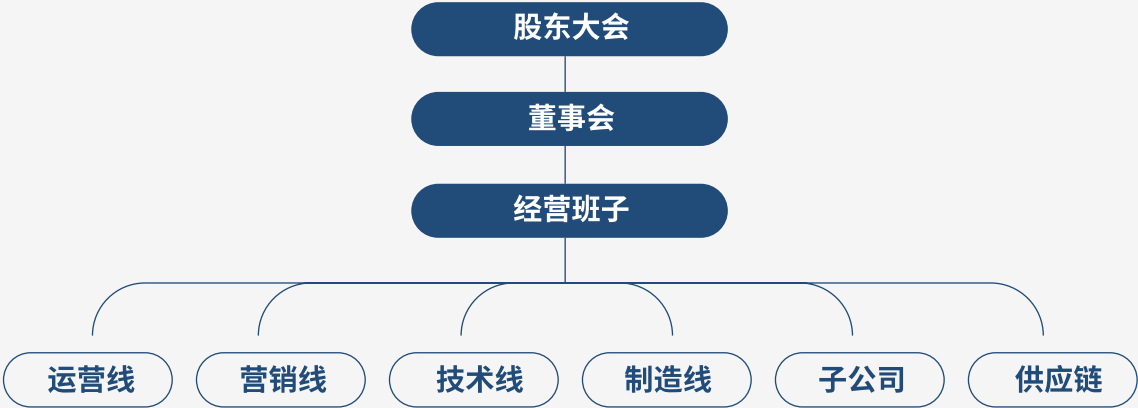 股东大会
董事会
经营班子
运营线
营销线
技术线
制造线
子公司
供应链